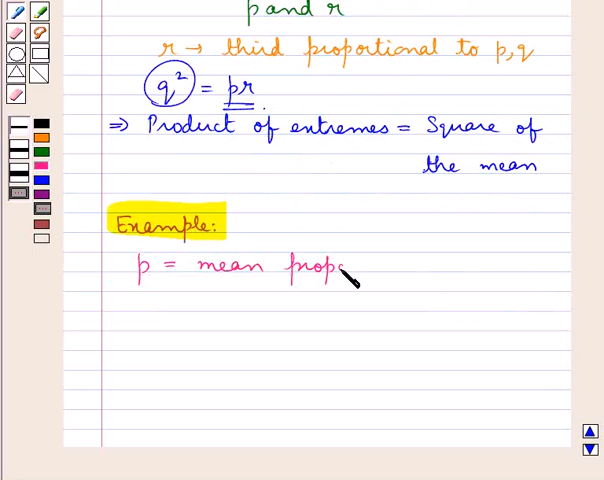 p and r
r → third proportional to p, q
q² = pr
⇒ Product of extremes = Square of
the mean
Example:
p = mean prop